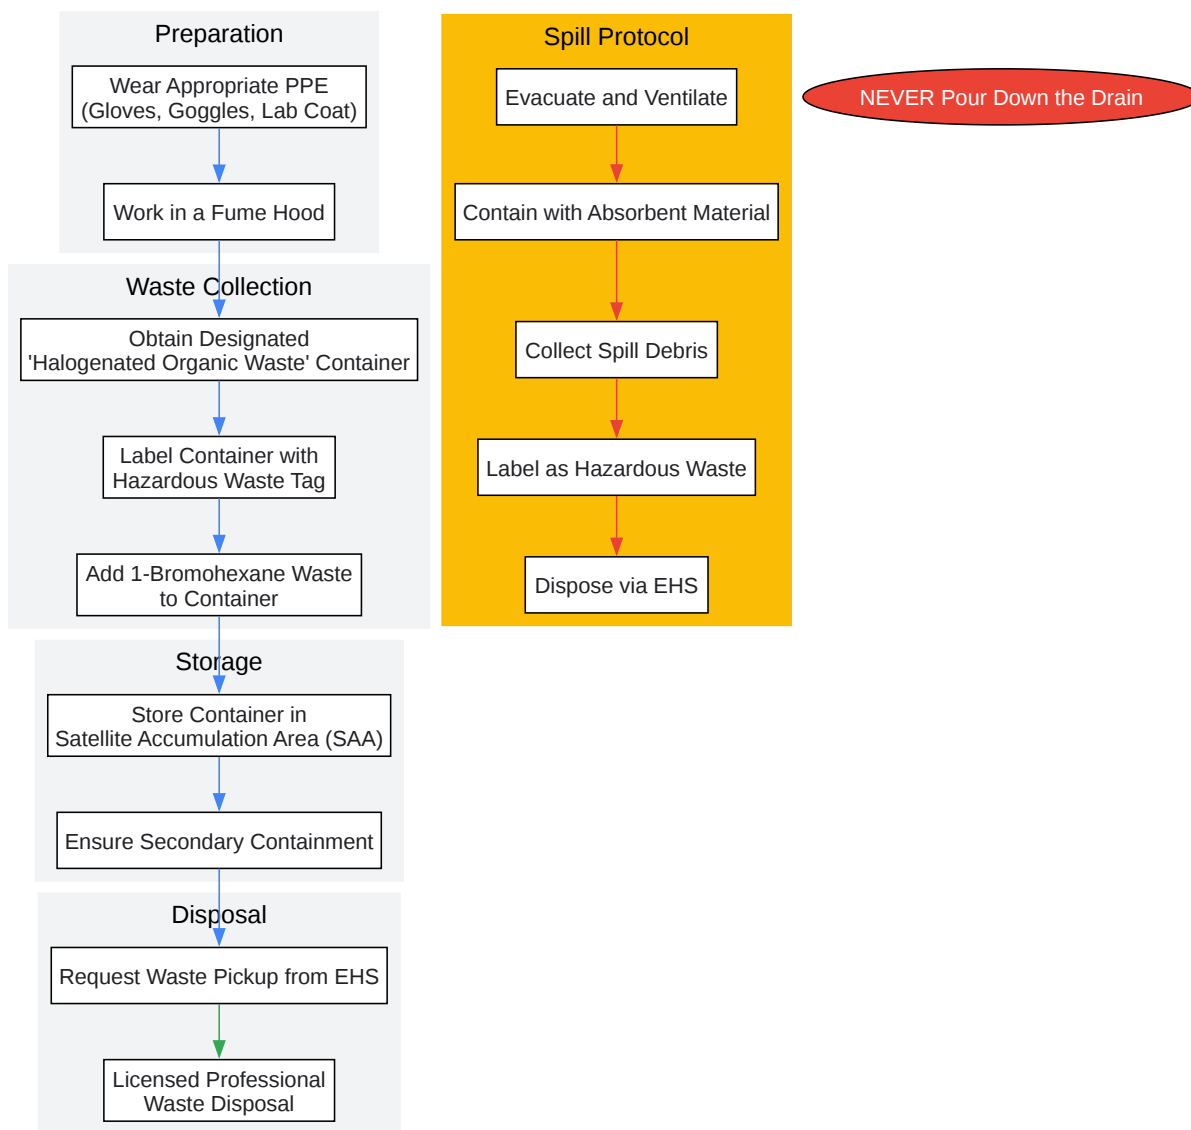 Preparation
Wear Appropriate PPE
(Gloves, Goggles, Lab Coat)
Work in a Fume Hood
Waste Collection
Obtain Designated
'Halogenated Organic Waste' Container
Label Container with
Hazardous Waste Tag
Add 1-Bromohexane Waste
to Container
Storage
Store Container in
Satellite Accumulation Area (SAA)
Ensure Secondary Containment
Disposal
Request Waste Pickup from EHS
Licensed Professional
Waste Disposal
Spill Protocol
Evacuate and Ventilate
Contain with Absorbent Material
Collect Spill Debris
Label as Hazardous Waste
Dispose via EHS
NEVER Pour Down the Drain